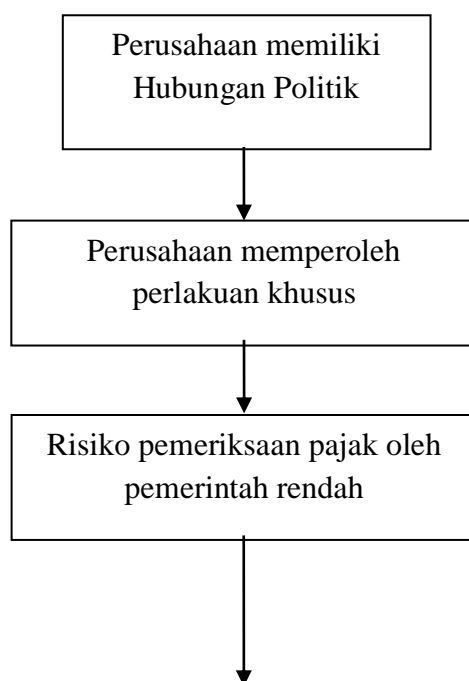 Perusahaan memiliki
Hubungan Politik
Perusahaan memperoleh
perlakuan khusus
Risiko pemeriksaan pajak oleh
pemerintah rendah